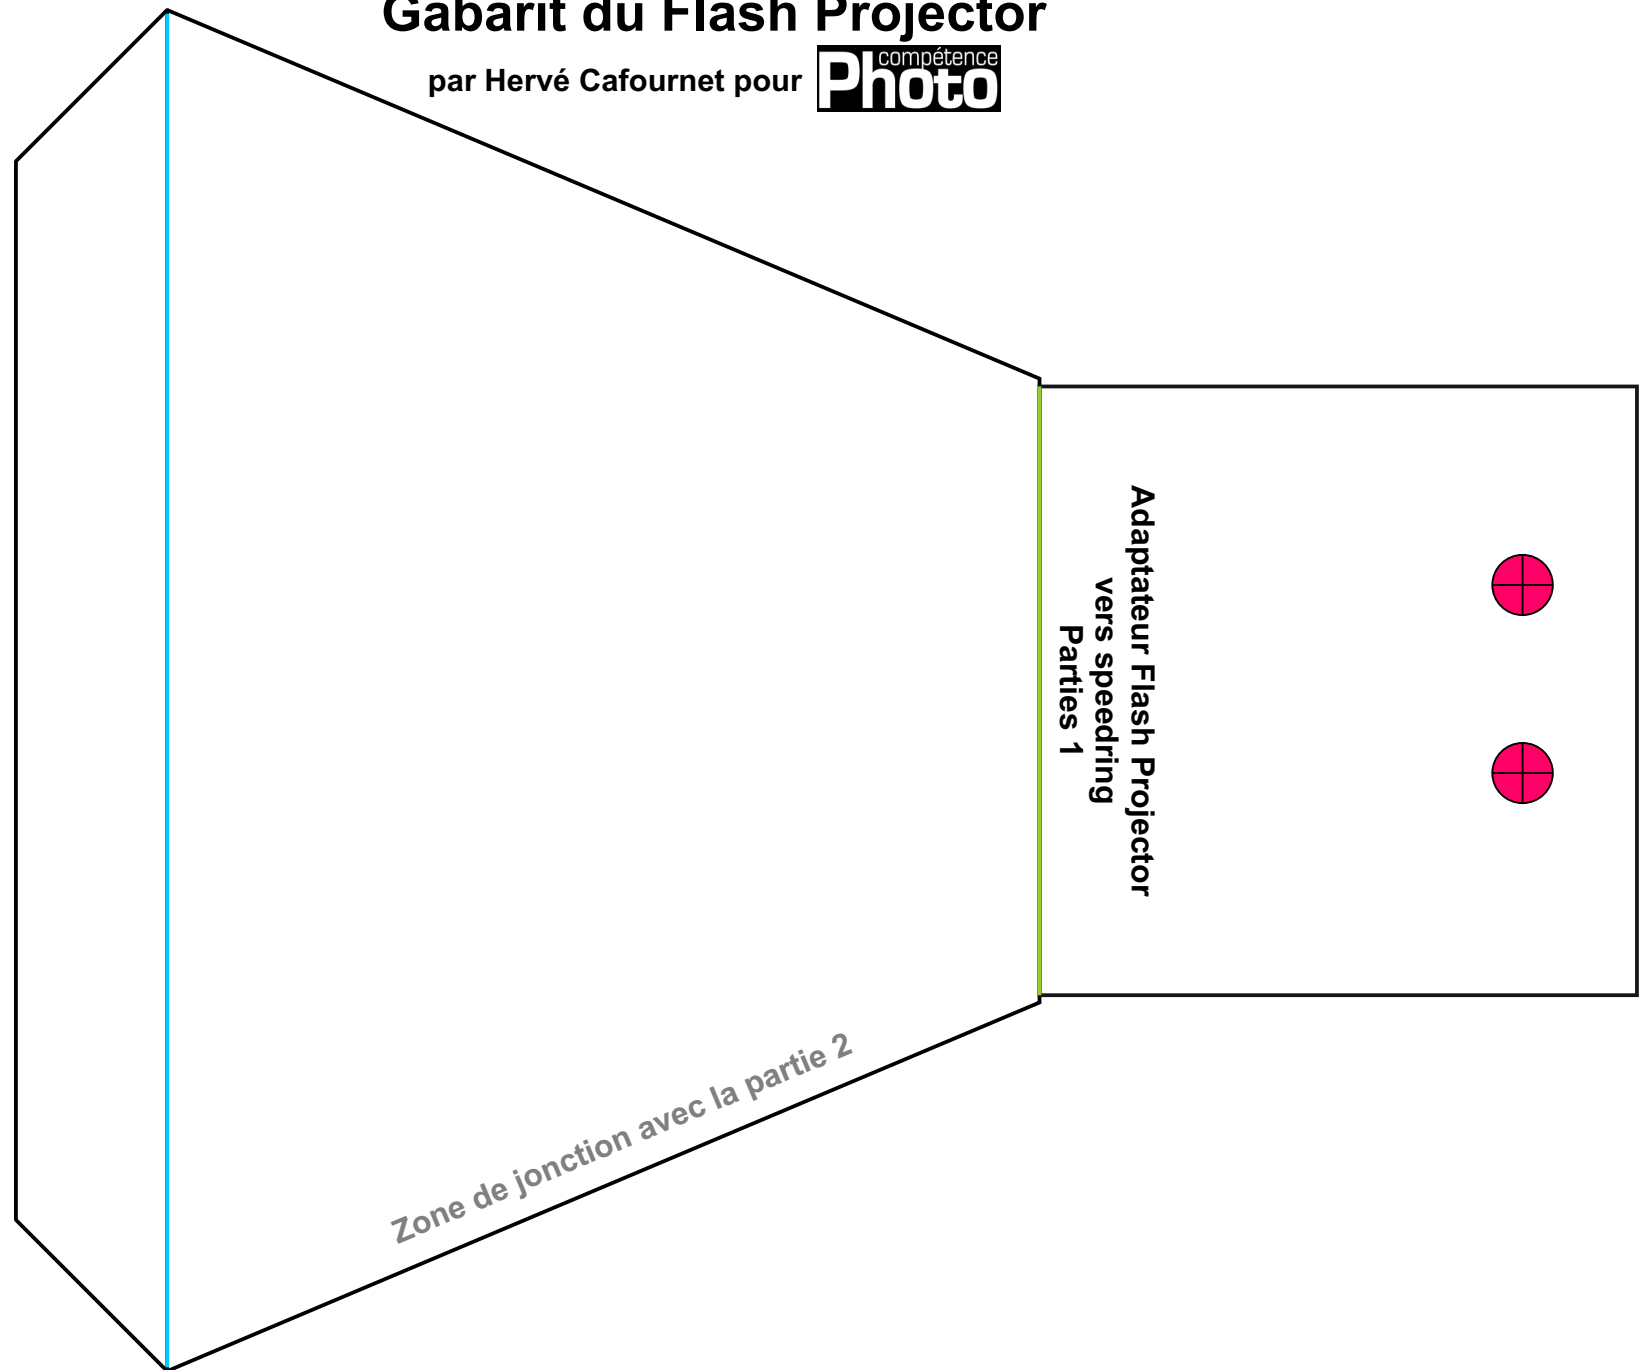 Gabarit du Flash Projector
par Hervé Cafournet pour
compétence
Photo
Adaptateur Flash Projector
vers speedring
Parties 1
Zone de jonction avec la partie 2